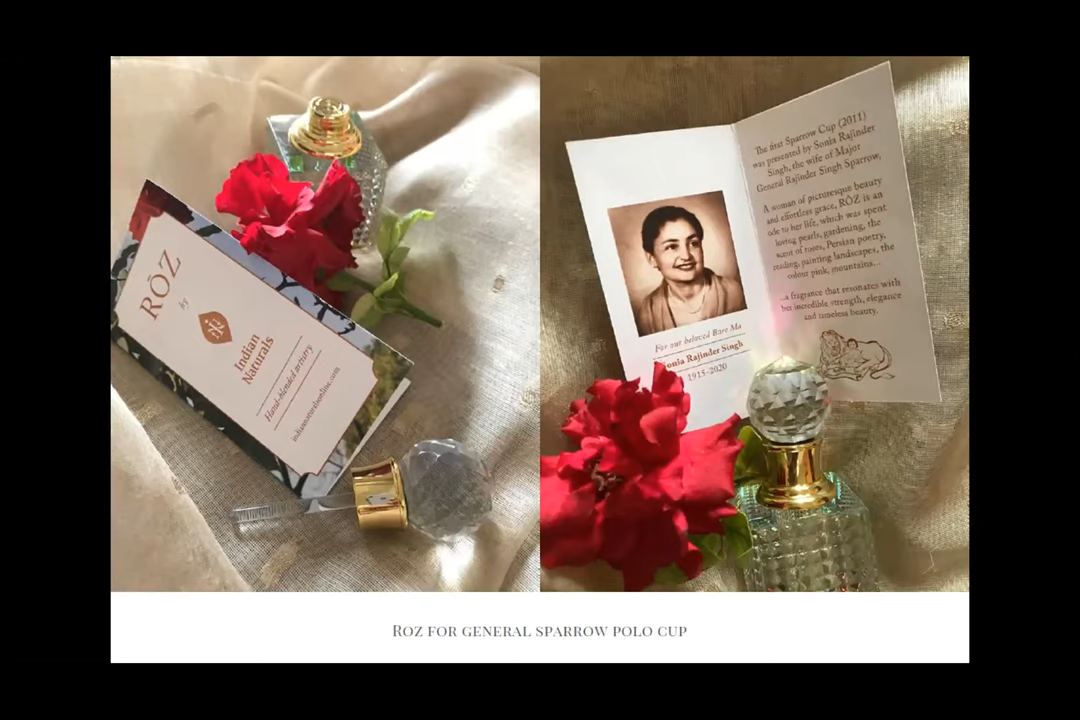 RŌZ
by
Indian
Naturals
Hand-blended artistry
indiannaturalsonline.com
The first Sparrow Cup (2011)
was presented by Sonia Rajinder
Singh, the wife of Major
General Rajinder Singh Sparrow,
A woman of picturesque beauty
and effortless grace, RŌZ is an
ode to her life, which was spent
loving pearls, gardening, the
scent of roses, Persian poetry,
reading, painting landscapes, the
colour pink, mountains...
...a fragrance that resonates with
her incredible strength, elegance
and timeless beauty.
For our beloved Bare Ma
Sonia Rajinder Singh
1915-2020
Roz for general sparrow polo cup